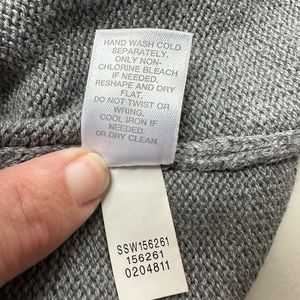 HAND WASH COLD
SEPARATELY.
ONLY NON-
CHLORINE BLEACH
IF NEEDED.
RESHAPE AND DRY
FLAT.
DO NOT TWIST OR
WRING.
COOL IRON IF
NEEDED.
OR DRY CLEAN.
SSW156261
156261
0204811